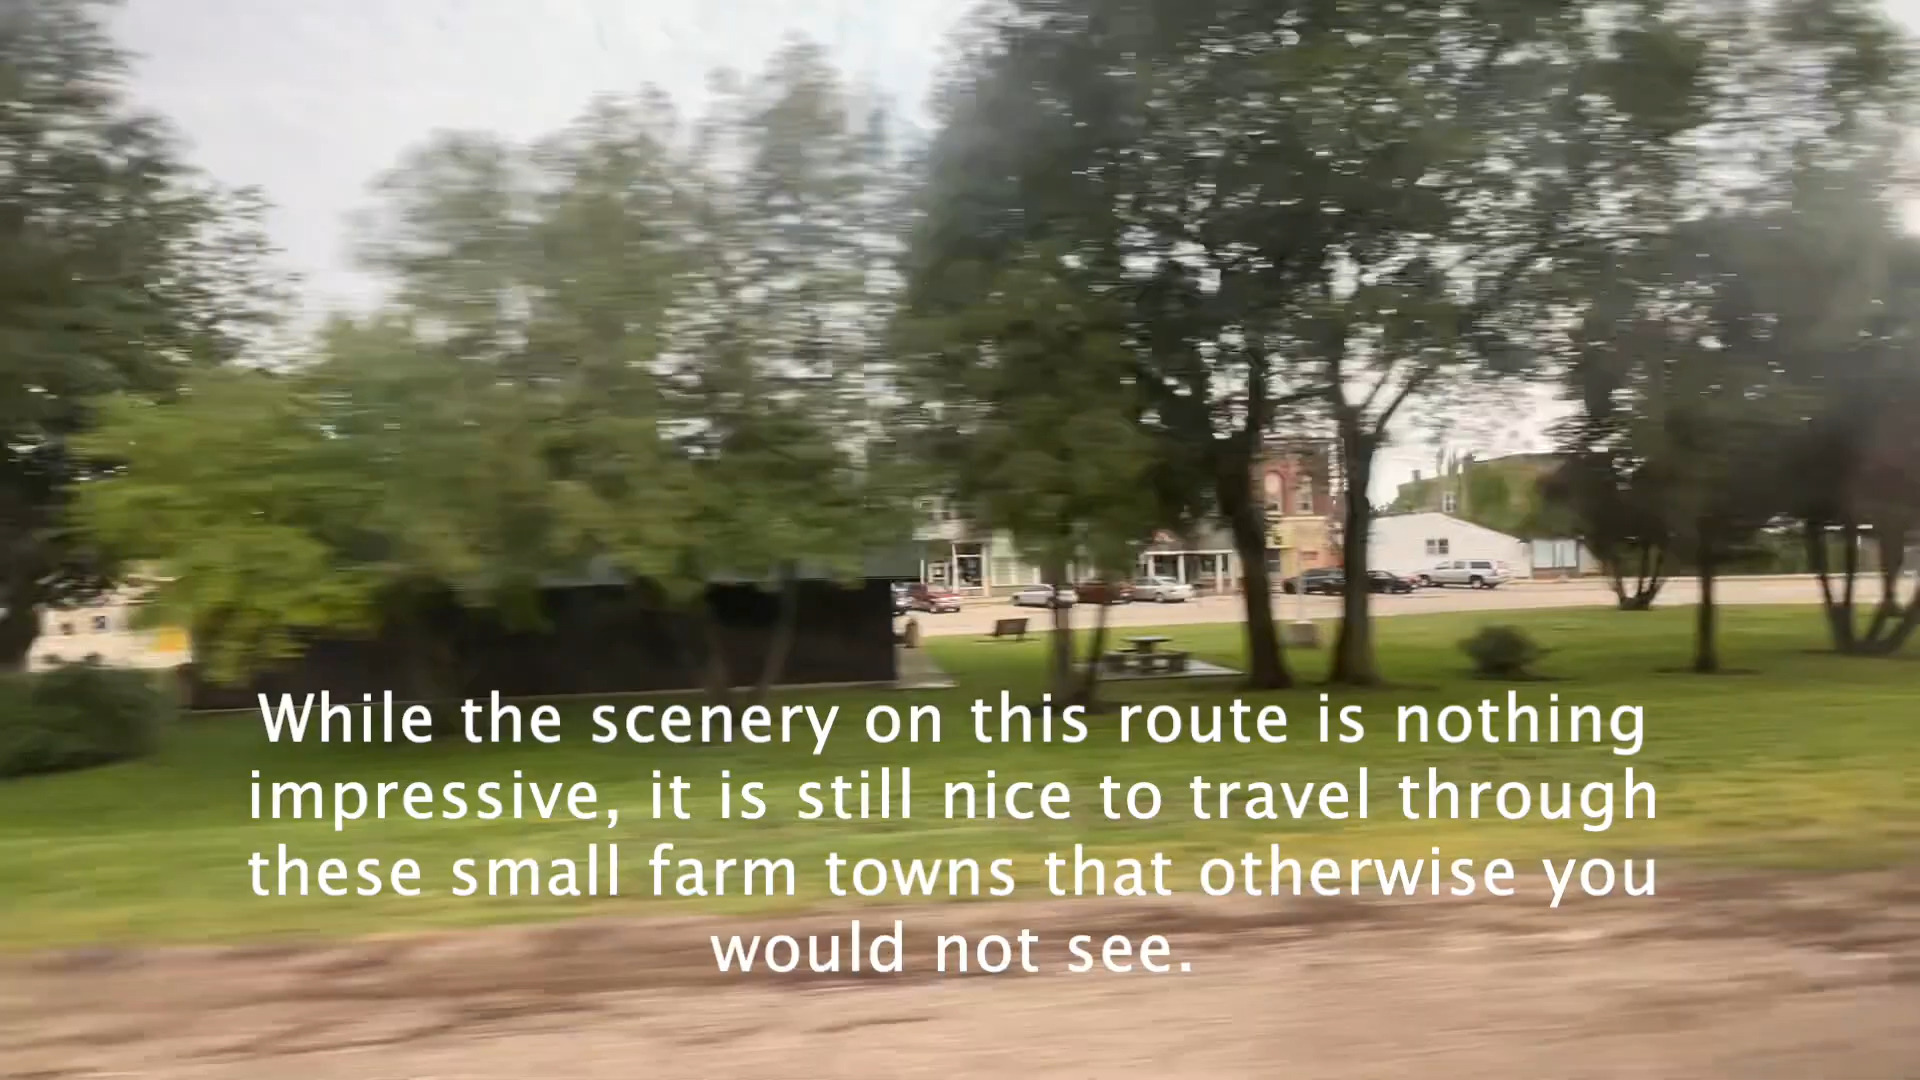 While the scenery on this route is nothing
impressive, it is still nice to travel through
these small farm towns that otherwise you
would not see.